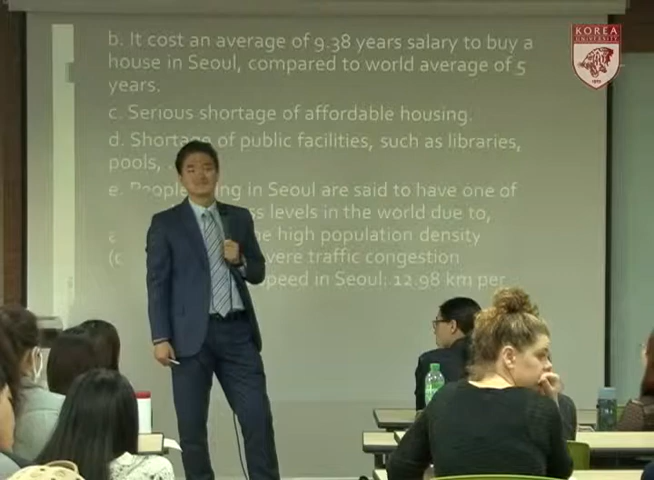 KOREA
UNIVERSITY
b. It cost an average of 9.38 years salary to buy a
house in Seoul, compared to world average of 5
years.
c. Serious shortage of affordable housing.
d. Shortage of public facilities, such as libraries,
pools,
e. People in Seoul are said to have one of
levels in the world due to,
high population density
traffic congestion
in Seoul: 12.98 km per